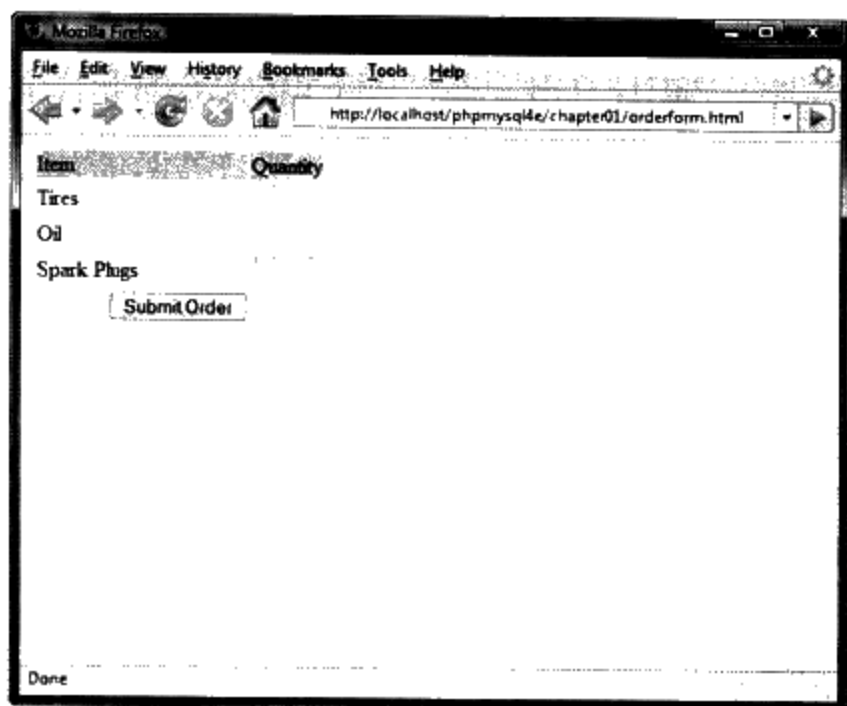 Mozilla Firefox
File Edit View History Bookmarks Tools Help
http://localhost/phpmysql4e/chapter01/orderform.html
Item Quantity
Tires
Oil
Spark Plugs
Submit Order
Done